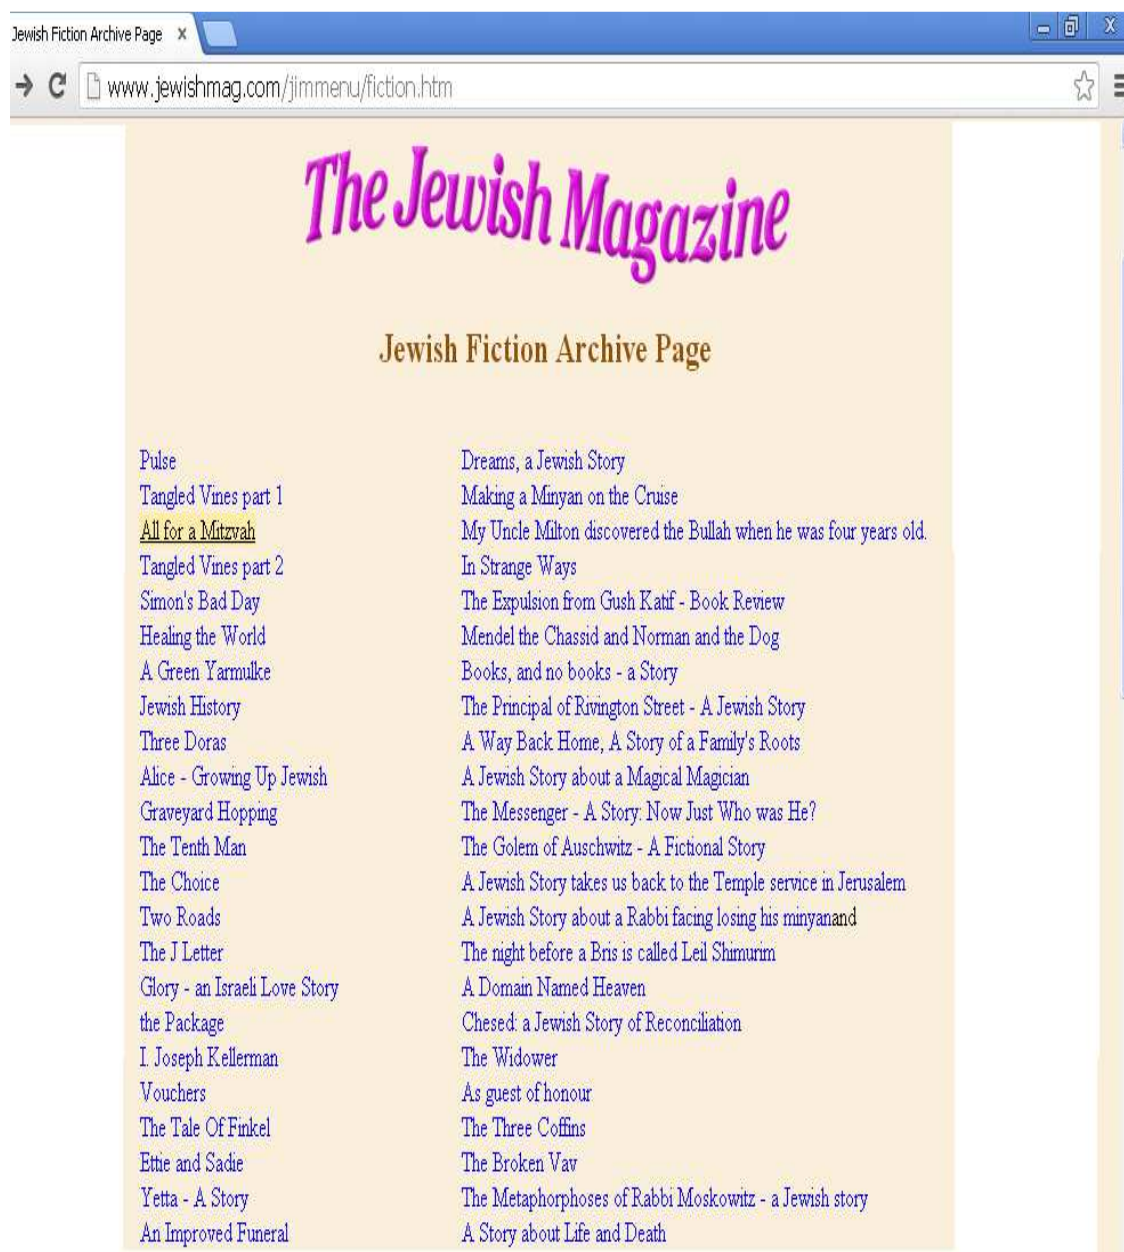 Jewish Fiction Archive Page x
www.jewishmag.com/jimmenu/fiction.htm
The Jewish Magazine
Jewish Fiction Archive Page
Pulse
Tangled Vines part 1
All for a Mitzvah
Tangled Vines part 2
Simon's Bad Day
Healing the World
A Green Yarmulke
Jewish History
Three Doras
Alice - Growing Up Jewish
Graveyard Hopping
The Tenth Man
The Choice
Two Roads
The J Letter
Glory - an Israeli Love Story
the Package
I. Joseph Kellerman
Vouchers
The Tale Of Finkel
Ettie and Sadie
Yetta - A Story
An Improved Funeral
Dreams, a Jewish Story
Making a Minyan on the Cruise
My Uncle Milton discovered the Bullah when he was four years old.
In Strange Ways
The Expulsion from Gush Katif - Book Review
Mendel the Chassid and Norman and the Dog
Books, and no books - a Story
The Principal of Rivington Street - A Jewish Story
A Way Back Home, A Story of a Family's Roots
A Jewish Story about a Magical Magician
The Messenger - A Story: Now Just Who was He?
The Golem of Auschwitz - A Fictional Story
A Jewish Story takes us back to the Temple service in Jerusalem
A Jewish Story about a Rabbi facing losing his minyanand
The night before a Bris is called Leil Shimurim
A Domain Named Heaven
Chesed: a Jewish Story of Reconciliation
The Widower
As guest of honour
The Three Coffins
The Broken Vav
The Metaphorphoses of Rabbi Moskowitz - a Jewish story
A Story about Life and Death